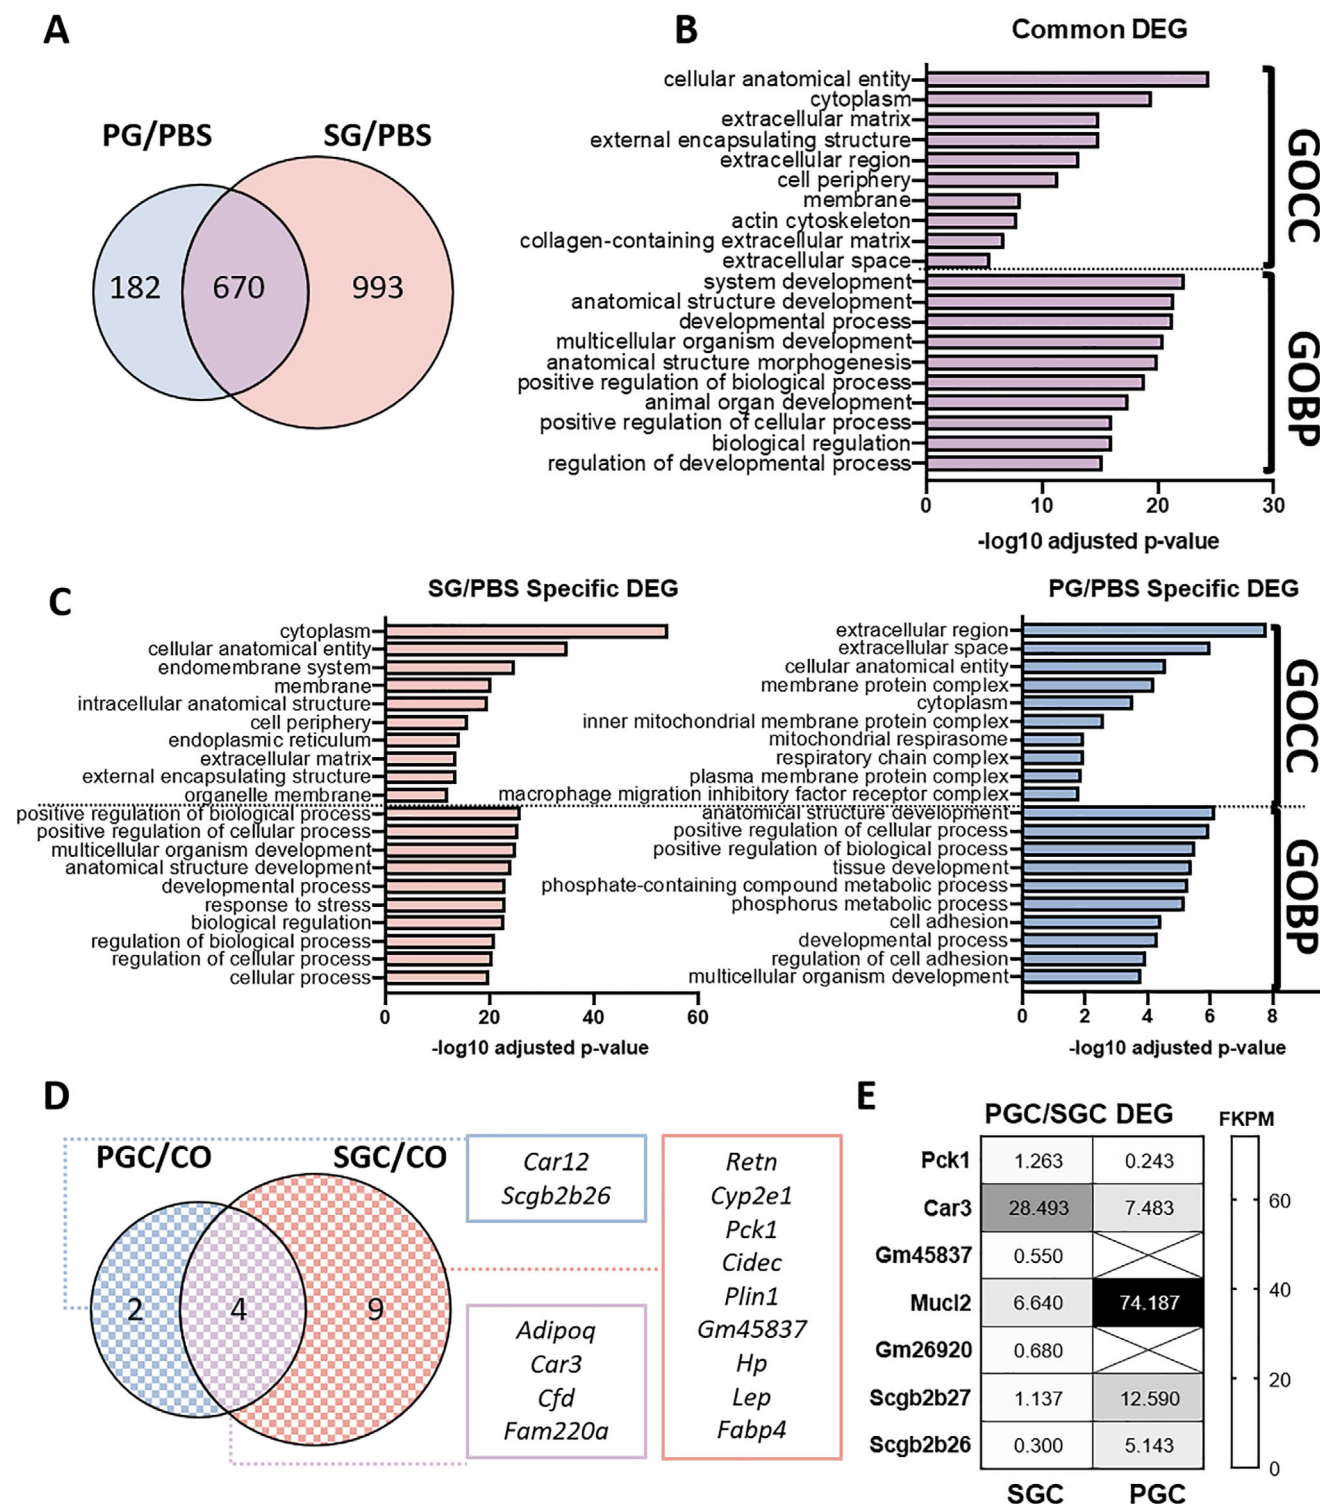 A
PG/PBS
SG/PBS
182
670
993
B
Common DEG
cellular anatomical entity
cytoplasm
extracellular matrix
external encapsulating structure
extracellular region
cell periphery
membrane
actin cytoskeleton
collagen-containing extracellular matrix
extracellular space
system development
anatomical structure development
developmental process
multicellular organism development
anatomical structure morphogenesis
positive regulation of biological process
animal organ development
positive regulation of cellular process
biological regulation
regulation of developmental process
GOCC
GOBP
0 10 20 30
-log10 adjusted p-value
C
SG/PBS Specific DEG
cytoplasm
cellular anatomical entity
endomembrane system
membrane
intracellular anatomical structure
cell periphery
endoplasmic reticulum
extracellular matrix
external encapsulating structure
organelle membrane
positive regulation of biological process
positive regulation of cellular process
multicellular organism development
anatomical structure development
developmental process
response to stress
biological regulation
regulation of biological process
regulation of cellular process
cellular process
0 20 40 60
-log10 adjusted p-value
PG/PBS Specific DEG
extracellular region
extracellular space
cellular anatomical entity
membrane protein complex
cytoplasm
inner mitochondrial membrane protein complex
mitochondrial respirasome
respiratory chain complex
plasma membrane protein complex
macrophage migration inhibitory factor receptor complex
anatomical structure development
positive regulation of cellular process
positive regulation of biological process
tissue development
phosphate-containing compound metabolic process
phosphorus metabolic process
cell adhesion
developmental process
regulation of cell adhesion
multicellular organism development
GOCC
GOBP
0 2 4 6 8
-log10 adjusted p-value
D
PGC/CO
SGC/CO
2
4
9
Car12
Scgb2b26
Adipoq
Car3
Cfd
Fam220a
Retn
Cyp2e1
Pck1
Cidec
Plin1
Gm45837
Hp
Lep
Fabp4
E
PGC/SGC DEG
FKPM
Pck1 1.263 0.243
Car3 28.493 7.483
Gm45837 0.550
Mucl2 6.640 74.187
Gm26920 0.680
Scgb2b27 1.137 12.590
Scgb2b26 0.300 5.143
SGC PGC
60
40
20
0